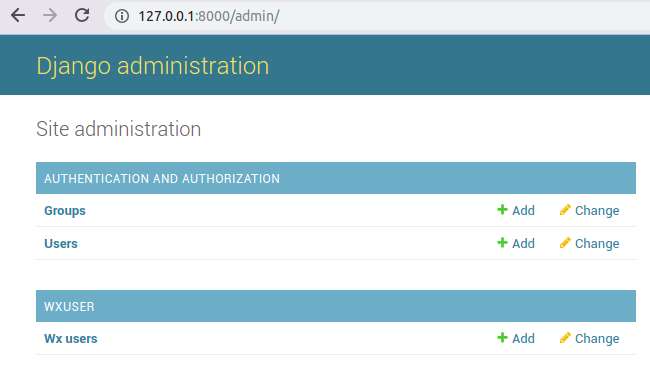 127.0.0.1:8000/admin/
Django administration
Site administration
AUTHENTICATION AND AUTHORIZATION
Groups Add Change
Users Add Change
WXUSER
Wx users Add Change